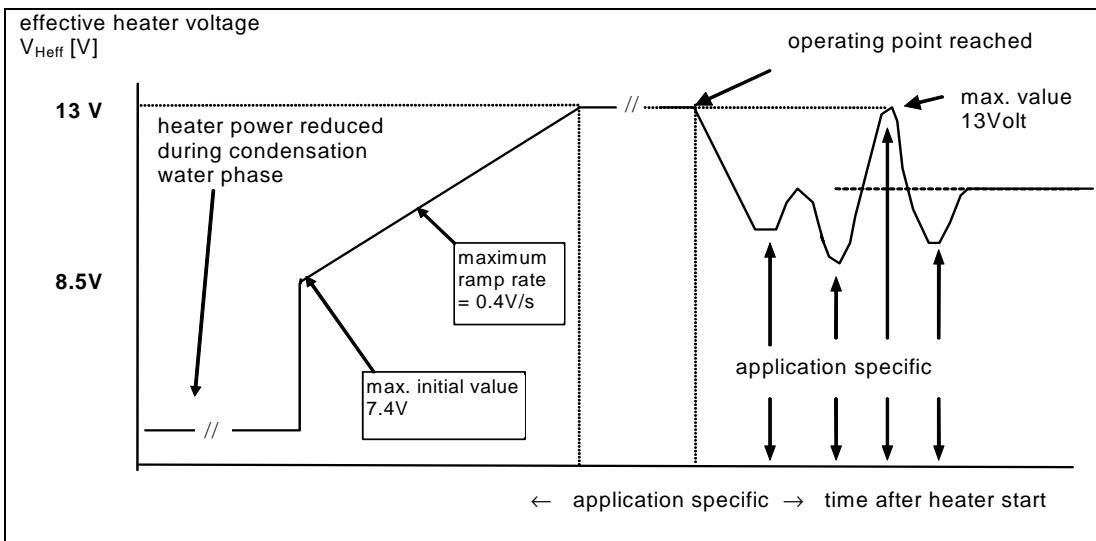 effective heater voltage
VHeff [V]
operating point reached
13 V
max. value
13Volt
heater power reduced
during condensation
water phase
maximum
ramp rate
= 0.4V/s
8.5V
max. initial value
7.4V
application specific
← application specific → time after heater start
//
//